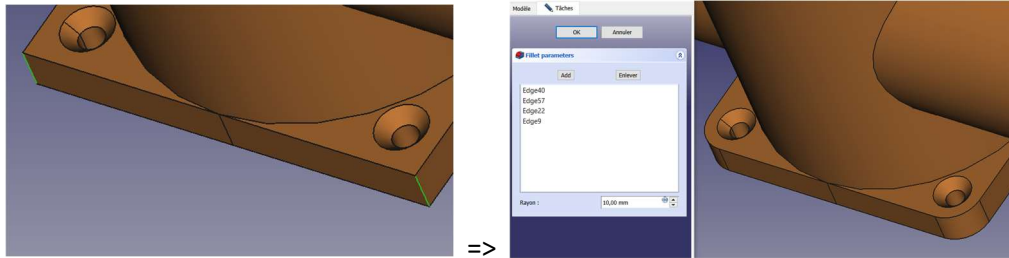 Modèle Tâches
OK Annuler
Fillet parameters
Add Enlever
Edge40
Edge57
Edge22
Edge9
Rayon : 10,00 mm
=>